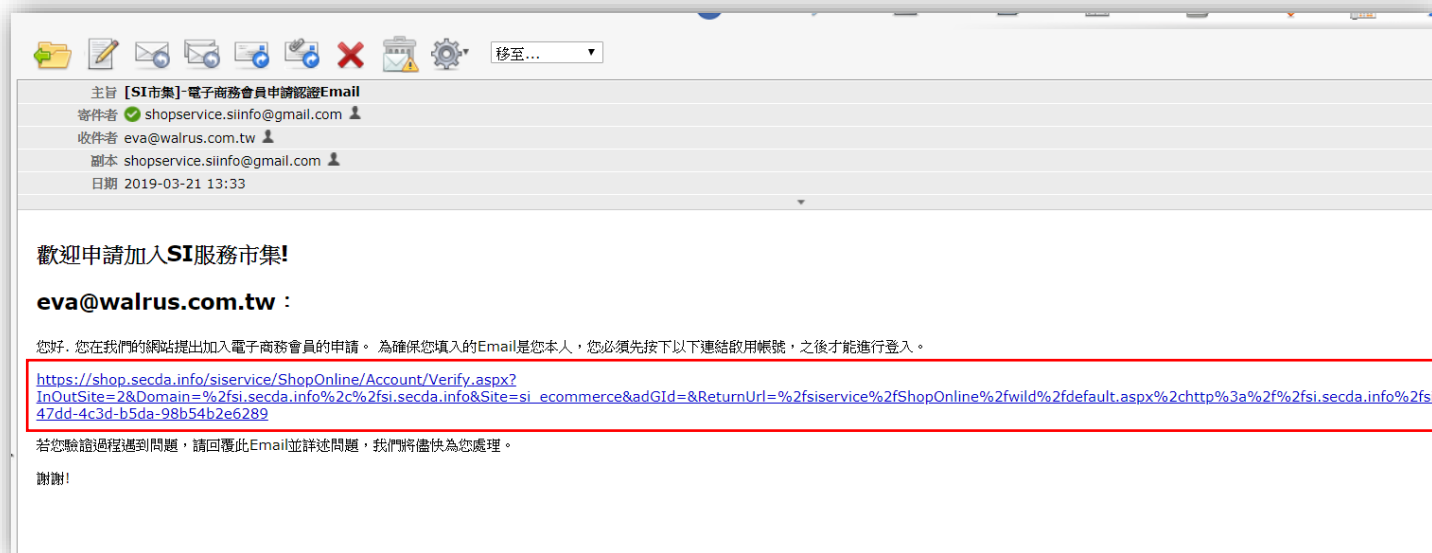 移至...
主旨 [SI市集]-電子商務會員申請認證Email
寄件者 shopservice.siinfo@gmail.com
收件者 eva@walrus.com.tw
副本 shopservice.siinfo@gmail.com
日期 2019-03-21 13:33
歡迎申請加入SI服務市集!
eva@walrus.com.tw：
您好. 您在我們的網站提出加入電子商務會員的申請。 為確保您填入的Email是您本人，您必須先按下以下連結啟用帳號，之後才能進行登入。
https://shop.secda.info/siservice/ShopOnline/Account/Verify.aspx?
InOutSite=2&Domain=%2fsi.secda.info%2c%2fsi.secda.info&Site=si_ecommerce&adGId=&ReturnUrl=%2fsiservice%2fShopOnline%2fwild%2fdefault.aspx%2chttp%3a%2f%2fsi.secda.info%2fs
47dd-4c3d-b5da-98b54b2e6289
若您驗證過程遇到問題，請回覆此Email並詳述問題，我們將儘快為您處理。
謝謝!